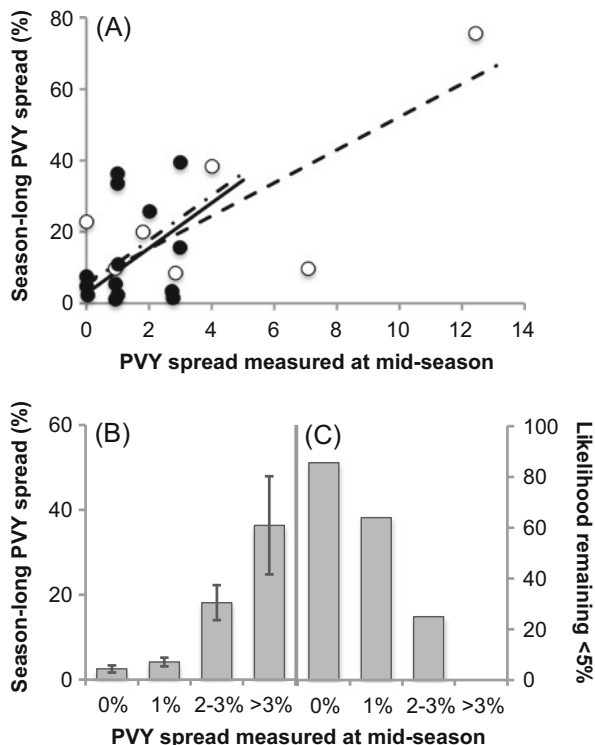 (A)
Season-long PVY spread (%)
80
60
40
20
0
0 2 4 6 8 10 12 14
PVY spread measured at mid-season
(B) (C)
Season-long PVY spread (%)
60
40
20
0
100
80
60
40
20
0
Likelihood remaining <5%
0% 1% 2-3% >3% 0% 1% 2-3% >3%
PVY spread measured at mid-season